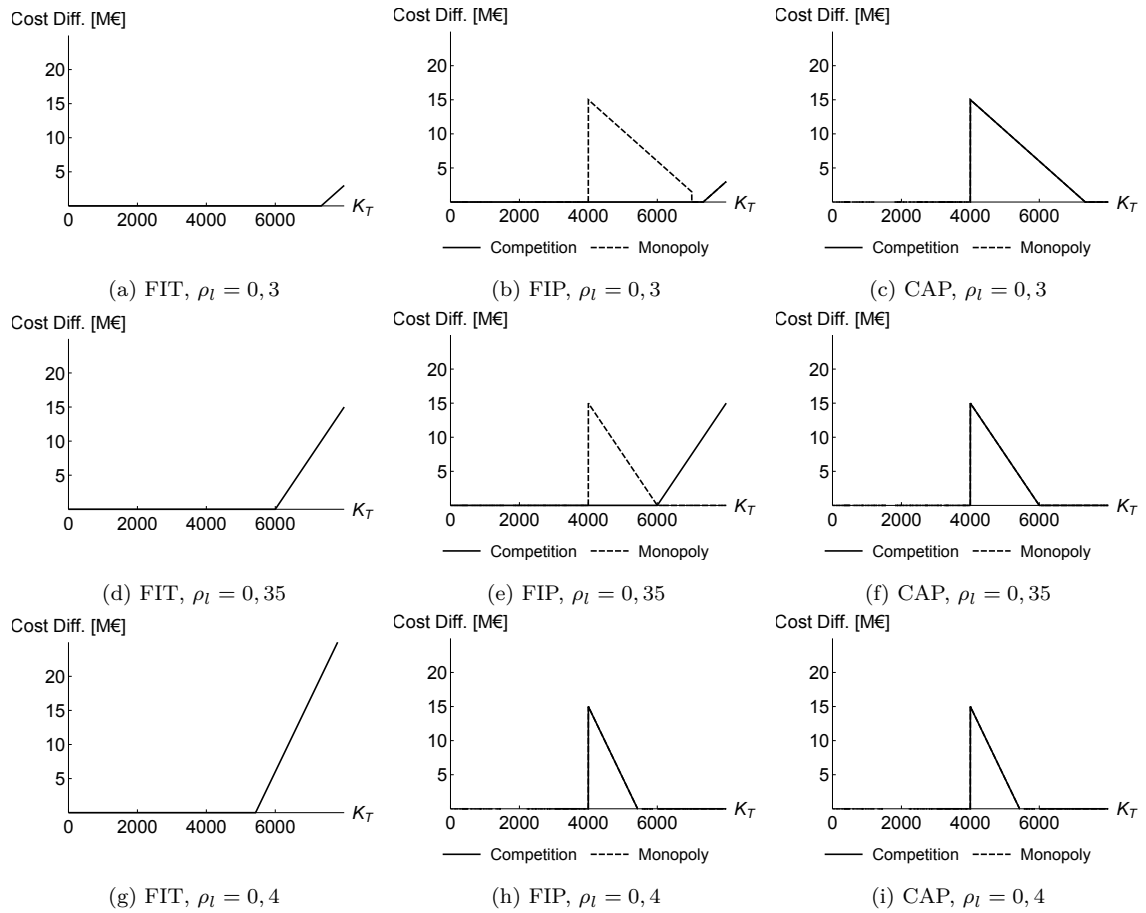 Cost Diff. [M€]
20
15
10
5
0 2000 4000 6000 K_T
(a) FIT, ρ_l = 0, 3
Cost Diff. [M€]
20
15
10
5
0 2000 4000 6000 K_T
Competition Monopoly
(b) FIP, ρ_l = 0, 3
Cost Diff. [M€]
20
15
10
5
0 2000 4000 6000 K_T
Competition Monopoly
(c) CAP, ρ_l = 0, 3
Cost Diff. [M€]
20
15
10
5
0 2000 4000 6000 K_T
(d) FIT, ρ_l = 0, 35
Cost Diff. [M€]
20
15
10
5
0 2000 4000 6000 K_T
Competition Monopoly
(e) FIP, ρ_l = 0, 35
Cost Diff. [M€]
20
15
10
5
0 2000 4000 6000 K_T
Competition Monopoly
(f) CAP, ρ_l = 0, 35
Cost Diff. [M€]
20
15
10
5
0 2000 4000 6000 K_T
(g) FIT, ρ_l = 0, 4
Cost Diff. [M€]
20
15
10
5
0 2000 4000 6000 K_T
Competition Monopoly
(h) FIP, ρ_l = 0, 4
Cost Diff. [M€]
20
15
10
5
0 2000 4000 6000 K_T
Competition Monopoly
(i) CAP, ρ_l = 0, 4